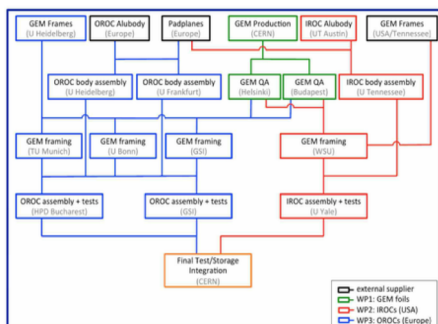 GEM Frames
(U Heidelberg)
OROC Alubody
(Europe)
Padplanes
(Europe)
GEM Production
(CERN)
IROC Alubody
(UT Austin)
GEM Frames
(USA/Tennessee)
OROC body assembly
(U Heidelberg)
OROC body assembly
(U Frankfurt)
GEM QA
(Helsinki)
GEM QA
(Budapest)
IROC body assembly
(U Tennessee)
GEM framing
(TU Munich)
GEM framing
(U Bonn)
GEM framing
(GSI)
GEM framing
(WSU)
OROC assembly + tests
(HPD Bucharest)
OROC assembly + tests
(GSI)
IROC assembly + tests
(U Yale)
Final Test/Storage
Integration
(CERN)
external supplier
WP1: GEM foils
WP2: IROCs (USA)
WP3: OROCs (Europe)